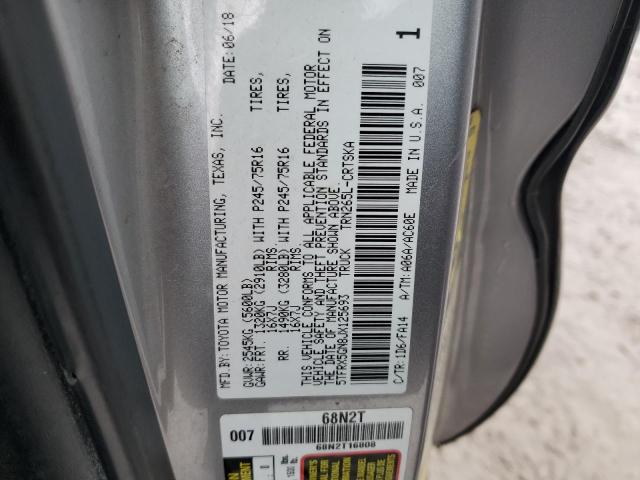 MFD. BY: TOYOTA MOTOR MANUFACTURING, TEXAS, INC. DATE: 06/18
GVWR: 2545KG (5600LB)
GAWR: FRT. 1320KG (2910LB) WITH P245/75R16 TIRES,
16X7J RIMS.
RR. 1490KG (3280LB) WITH P245/75R16 TIRES,
16X7J RIMS.
THIS VEHICLE CONFORMS TO ALL APPLICABLE FEDERAL MOTOR
VEHICLE SAFETY AND THEFT PREVENTION STANDARDS IN EFFECT ON
THE DATE OF MANUFACTURE SHOWN ABOVE.
5TFRX5GN8JX125693 TRUCK TRN265L-CRTSKA 1
C/TR: 1D6/FA14 A/TM: A06A/AC60E MADE IN U.S.A. 007
68N2T
007
68N2T16808